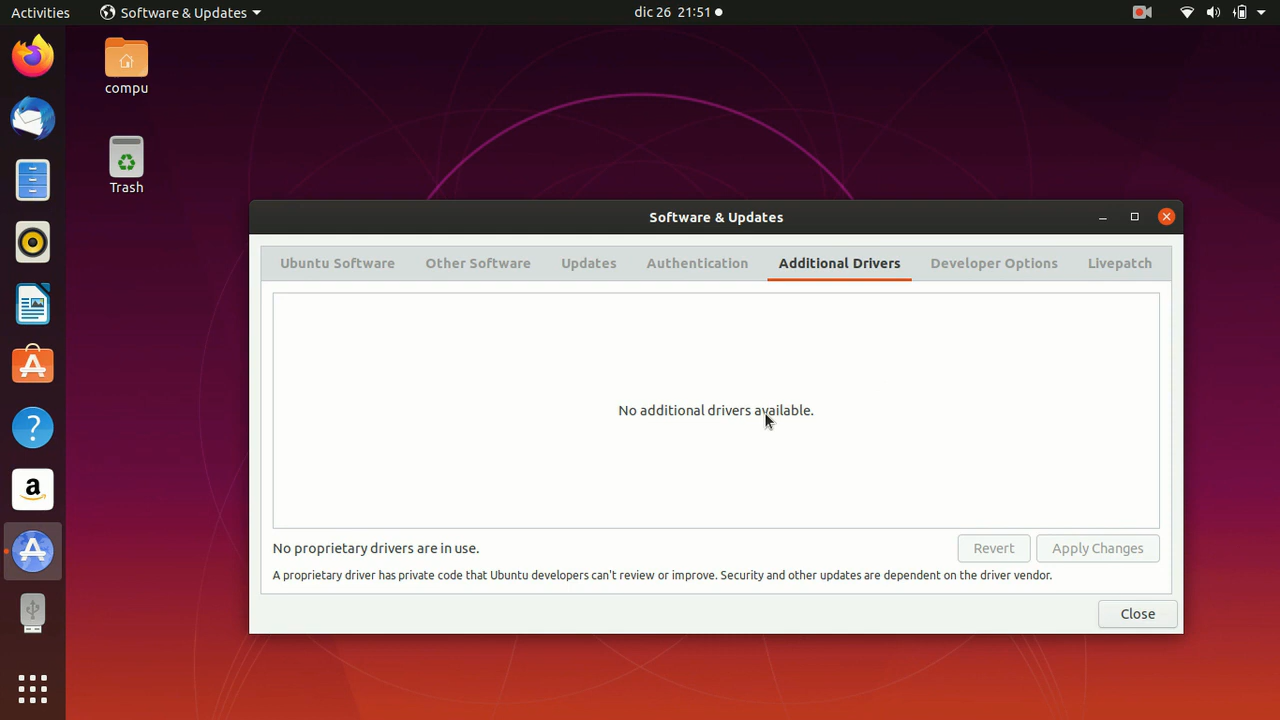 Activities Software & Updates dic 26 21:51
compu
Trash
Software & Updates
Ubuntu Software Other Software Updates Authentication Additional Drivers Developer Options Livepatch
No additional drivers available.
No proprietary drivers are in use. Revert Apply Changes
A proprietary driver has private code that Ubuntu developers can't review or improve. Security and other updates are dependent on the driver vendor.
Close